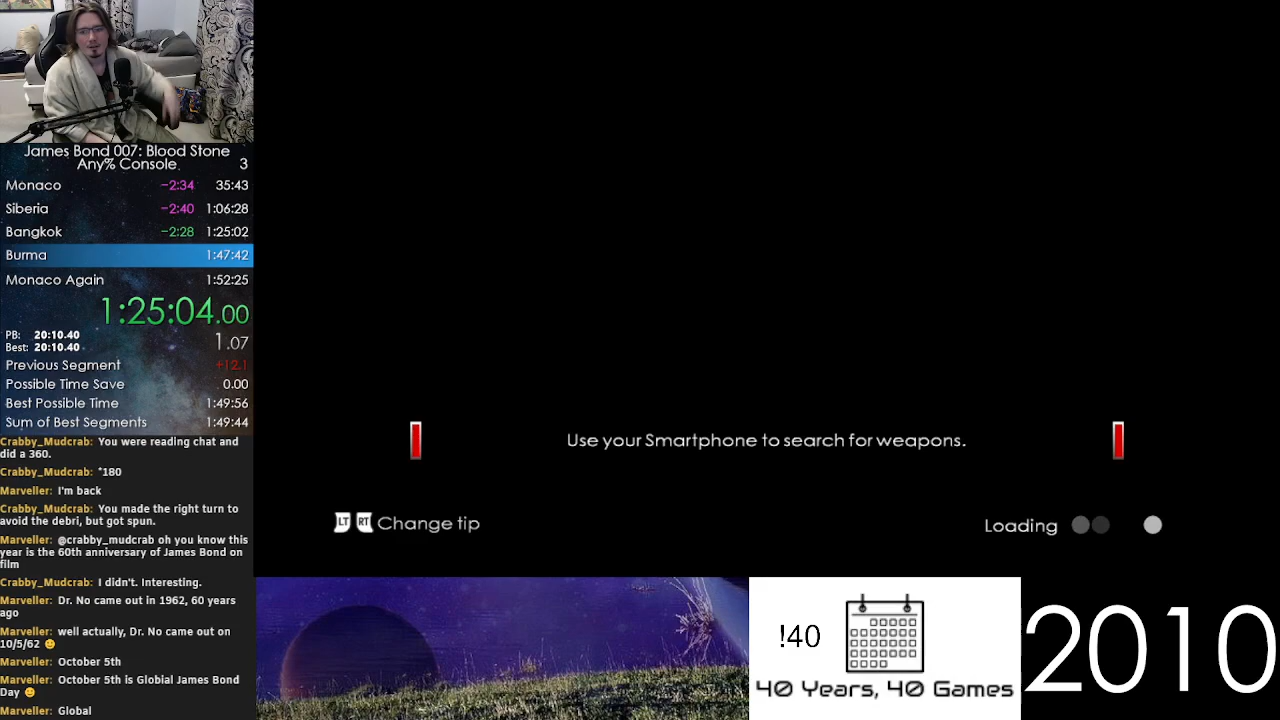 James Bond 007: Blood Stone
Any% Console 3
Monaco −2:34 35:43
Siberia −2:40 1:06:28
Bangkok −2:28 1:25:02
Burma 1:47:42
Monaco Again 1:52:25
1:25:04.00
PB: 20:10.40
Best: 20:10.40
1.07
Previous Segment +12.1
Possible Time Save 0.00
Best Possible Time 1:49:56
Sum of Best Segments 1:49:44
Crabby_Mudcrab: You were reading chat and
did a 360.
Crabby_Mudcrab: *180
Marveller: I'm back
Crabby_Mudcrab: You made the right turn to
avoid the debri, but got spun.
Marveller: @crabby_mudcrab oh you know this
year is the 60th anniversary of James Bond on
film
Crabby_Mudcrab: I didn't. Interesting.
Marveller: Dr. No came out in 1962, 60 years
ago
Marveller: well actually, Dr. No came out on
10/5/62 🙂
Marveller: October 5th
Marveller: October 5th is Globial James Bond
Day 🙂
Marveller: Global
Use your Smartphone to search for weapons.
LT RT Change tip
Loading
!40
40 Years, 40 Games
2010